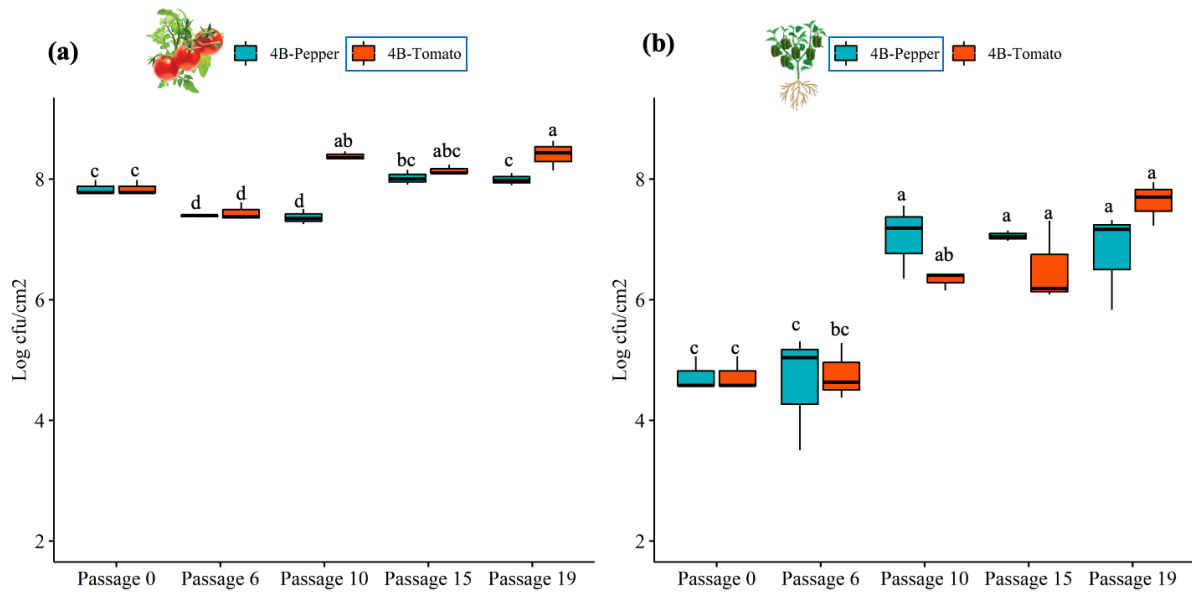 (a)
4B-Pepper
4B-Tomato
Log cfu/cm2
8
6
4
2
c
c
d
d
d
ab
bc
abc
c
a
Passage 0
Passage 6
Passage 10
Passage 15
Passage 19
(b)
4B-Pepper
4B-Tomato
Log cfu/cm2
8
6
4
2
c
c
c
bc
a
ab
a
a
a
a
Passage 0
Passage 6
Passage 10
Passage 15
Passage 19